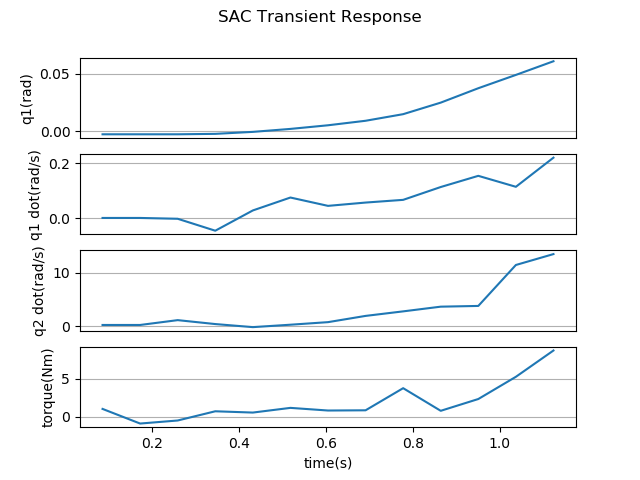 SAC Transient Response
q1(rad)
0.05
0.00
q1 dot(rad/s)
0.2
0.0
q2 dot(rad/s)
10
0
torque(Nm)
5
0
0.2 0.4 0.6 0.8 1.0
time(s)